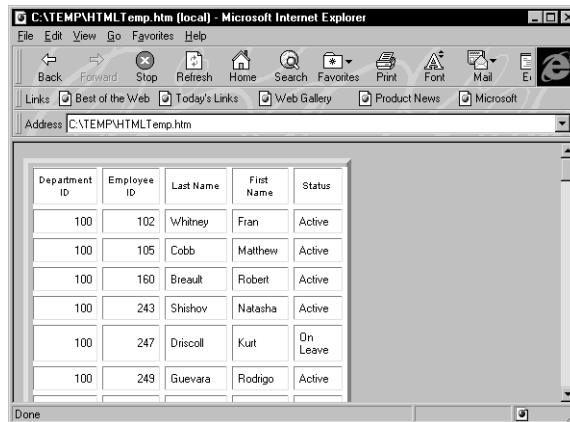 C:\TEMP\HTMLTemp.htm (local) - Microsoft Internet Explorer
File Edit View Go Favorites Help
Back Forward Stop Refresh Home Search Favorites Print Font Mail
Links Best of the Web Today's Links Web Gallery Product News Microsoft
Address C:\TEMP\HTMLTemp.htm
Department ID Employee ID Last Name First Name Status
100 102 Whitney Fran Active
100 105 Cobb Matthew Active
100 160 Breault Robert Active
100 243 Shishov Natasha Active
100 247 Driscoll Kurt On Leave
100 249 Guevara Rodrigo Active
Done